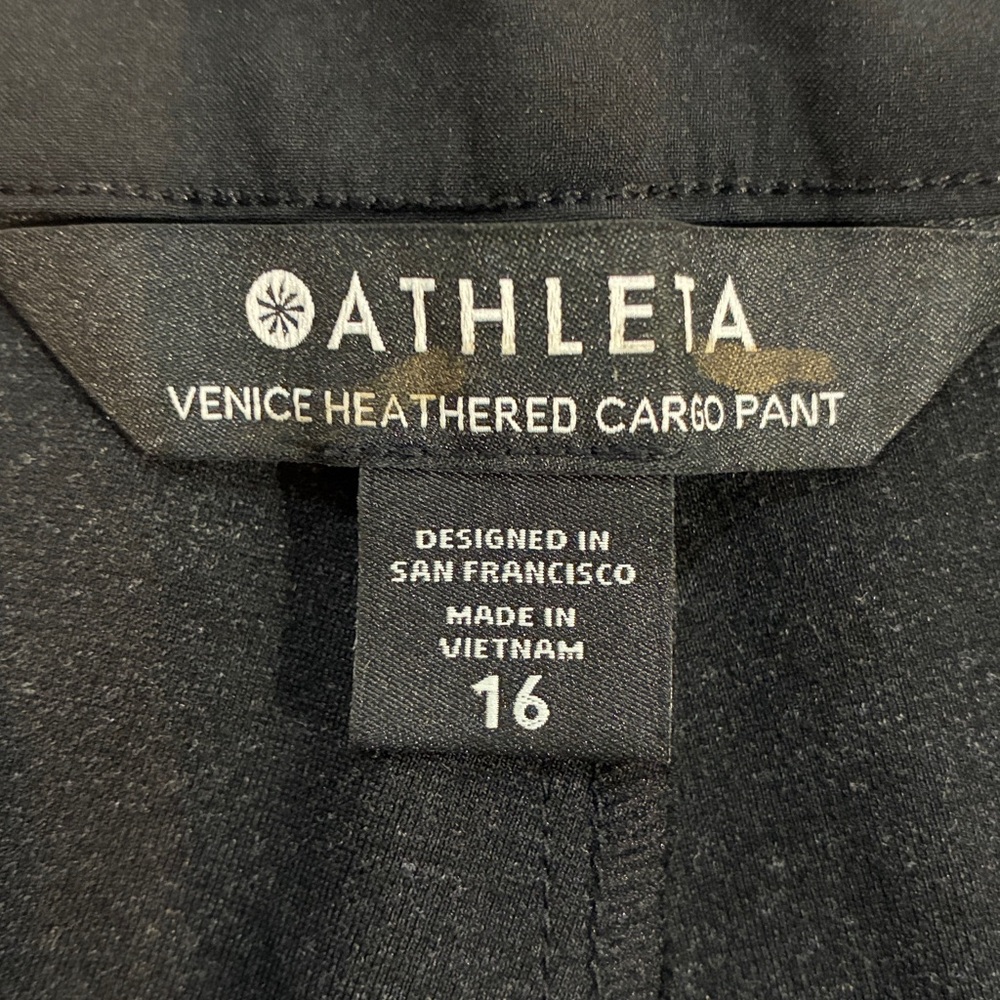 ATHLETA
VENICE HEATHERED CARGO PANT
DESIGNED IN
SAN FRANCISCO
MADE IN
VIETNAM
16